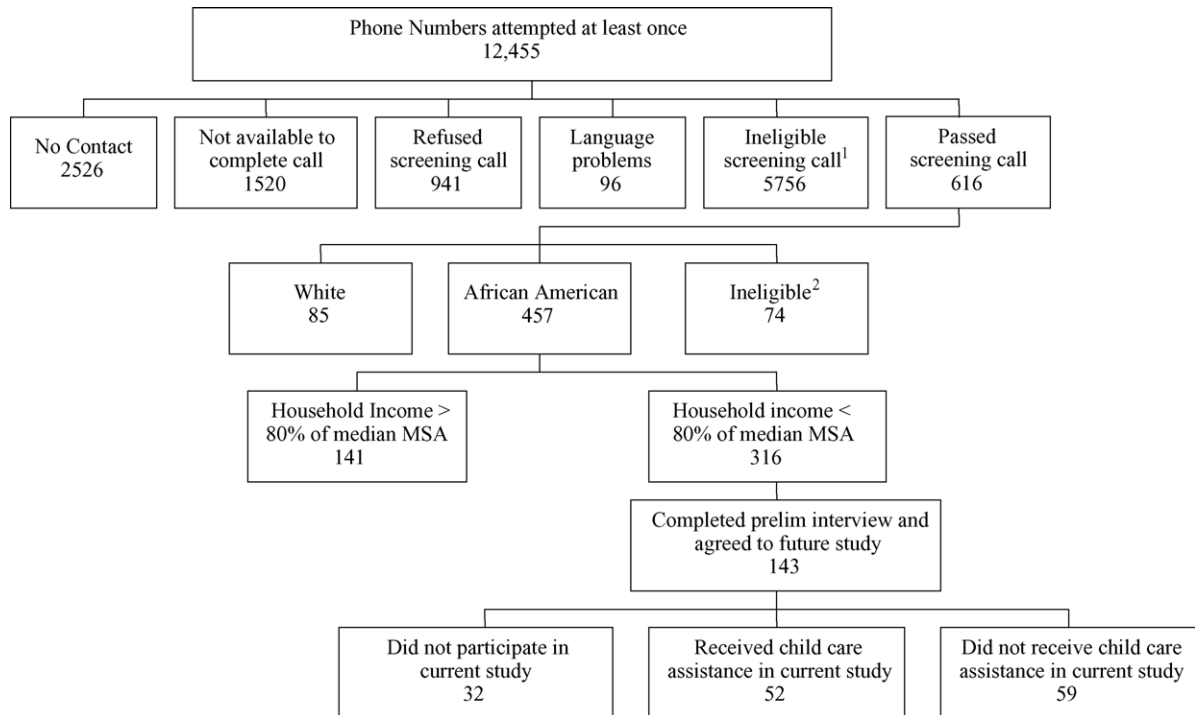 Phone Numbers attempted at least once
12,455
No Contact
2526
Not available to
complete call
1520
Refused
screening call
941
Language
problems
96
Ineligible
screening call1
5756
Passed
screening call
616
White
85
African American
457
Ineligible2
74
Household Income >
80% of median MSA
141
Household income <
80% of median MSA
316
Completed prelim interview and
agreed to future study
143
Did not participate in
current study
32
Received child care
assistance in current study
52
Did not receive child care
assistance in current study
59